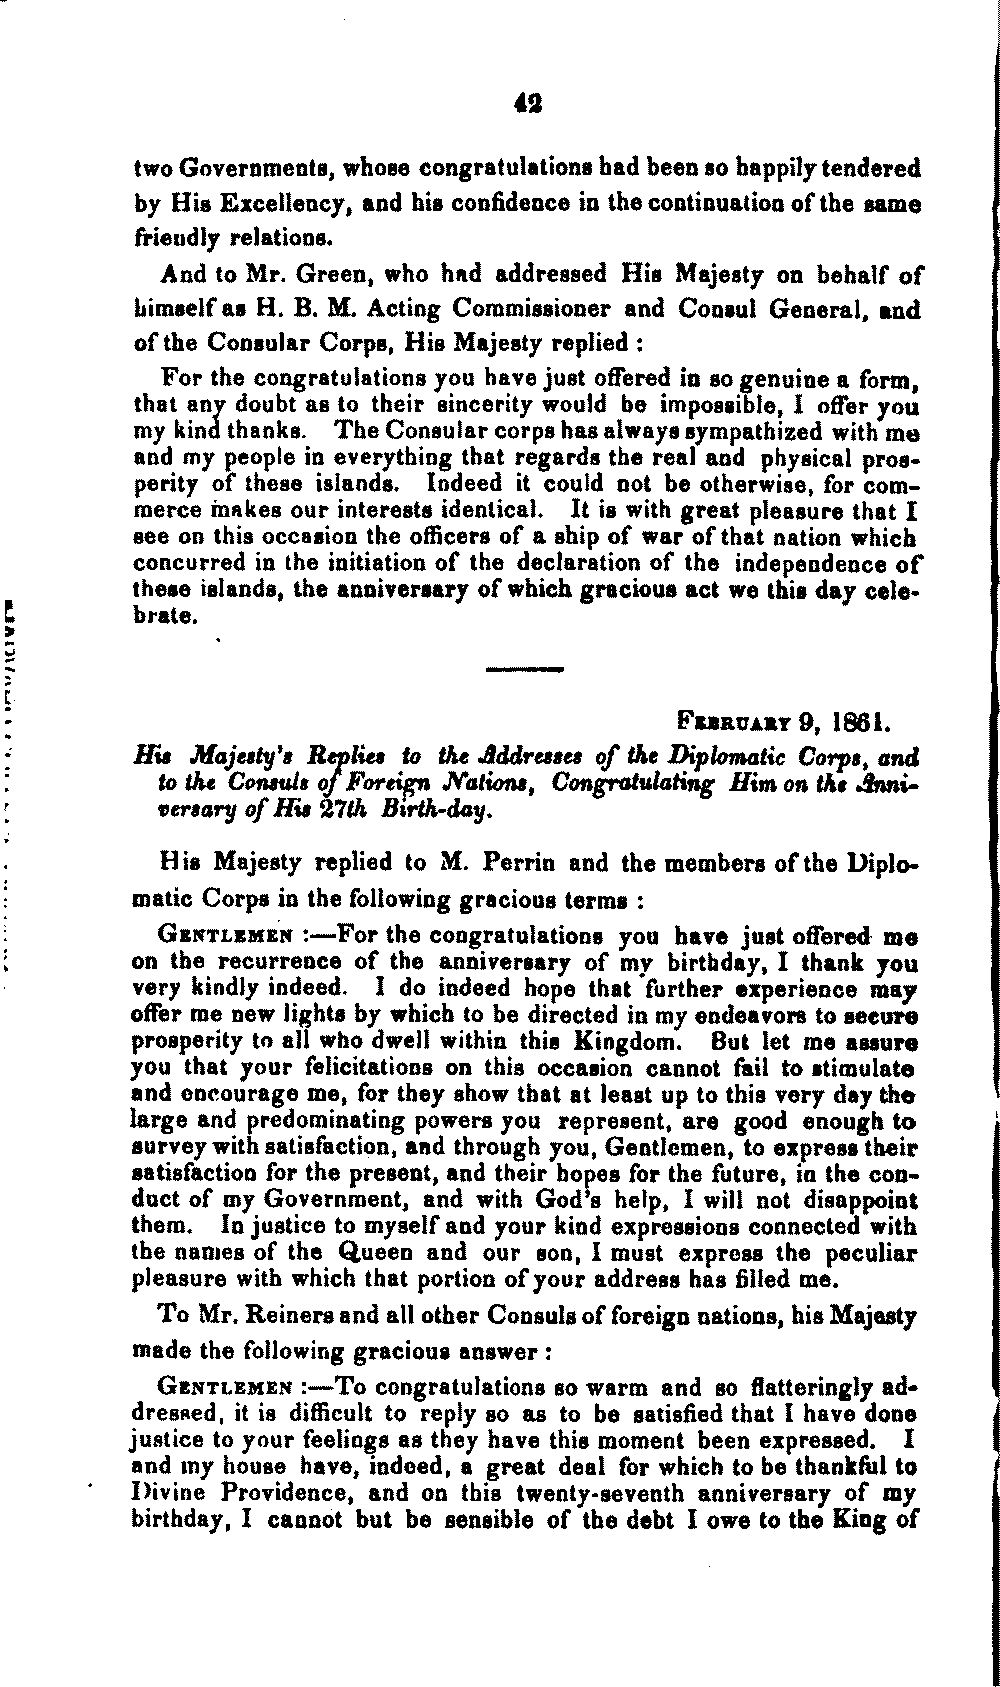 42
two Governments, whose congratulations had been so happily tendered
by His Excellency, and his confidence in the continuation of the same
friendly relations.
And to Mr. Green, who had addressed His Majesty on behalf of
himself as H. B. M. Acting Commissioner and Consul General, and
of the Consular Corps, His Majesty replied :
For the congratulations you have just offered in so genuine a form,
that any doubt as to their sincerity would be impossible, I offer you
my kind thanks. The Consular corps has always sympathized with me
and my people in everything that regards the real and physical pros-
perity of these islands. Indeed it could not be otherwise, for com-
merce makes our interests identical. It is with great pleasure that I
see on this occasion the officers of a ship of war of that nation which
concurred in the initiation of the declaration of the independence of
these islands, the anniversary of which gracious act we this day cele-
brate.
FEBRUARY 9, 1861.
His Majesty's Replies to the Addresses of the Diplomatic Corps, and
to the Consuls of Foreign Nations, Congratulating Him on the Anni-
versary of His 27th Birth-day.
His Majesty replied to M. Perrin and the members of the Diplo-
matic Corps in the following gracious terms :
GENTLEMEN :—For the congratulations you have just offered me
on the recurrence of the anniversary of my birthday, I thank you
very kindly indeed. I do indeed hope that further experience may
offer me new lights by which to be directed in my endeavors to secure
prosperity to all who dwell within this Kingdom. But let me assure
you that your felicitations on this occasion cannot fail to stimulate
and encourage me, for they show that at least up to this very day the
large and predominating powers you represent, are good enough to
survey with satisfaction, and through you, Gentlemen, to express their
satisfaction for the present, and their hopes for the future, in the con-
duct of my Government, and with God's help, I will not disappoint
them. In justice to myself and your kind expressions connected with
the names of the Queen and our son, I must express the peculiar
pleasure with which that portion of your address has filled me.
To Mr. Reiners and all other Consuls of foreign nations, his Majesty
made the following gracious answer :
GENTLEMEN :—To congratulations so warm and so flatteringly ad-
dressed, it is difficult to reply so as to be satisfied that I have done
justice to your feelings as they have this moment been expressed. I
and my house have, indeed, a great deal for which to be thankful to
Divine Providence, and on this twenty-seventh anniversary of my
birthday, I cannot but be sensible of the debt I owe to the King of